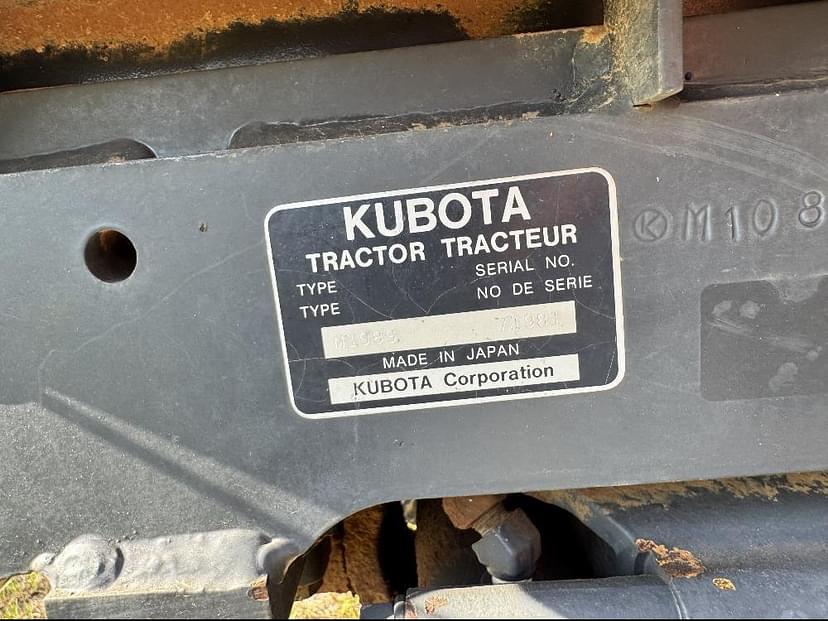 KUBOTA
TRACTOR TRACTEUR
TYPE SERIAL NO.
TYPE NO DE SERIE
MADE IN JAPAN
KUBOTA Corporation
K M108